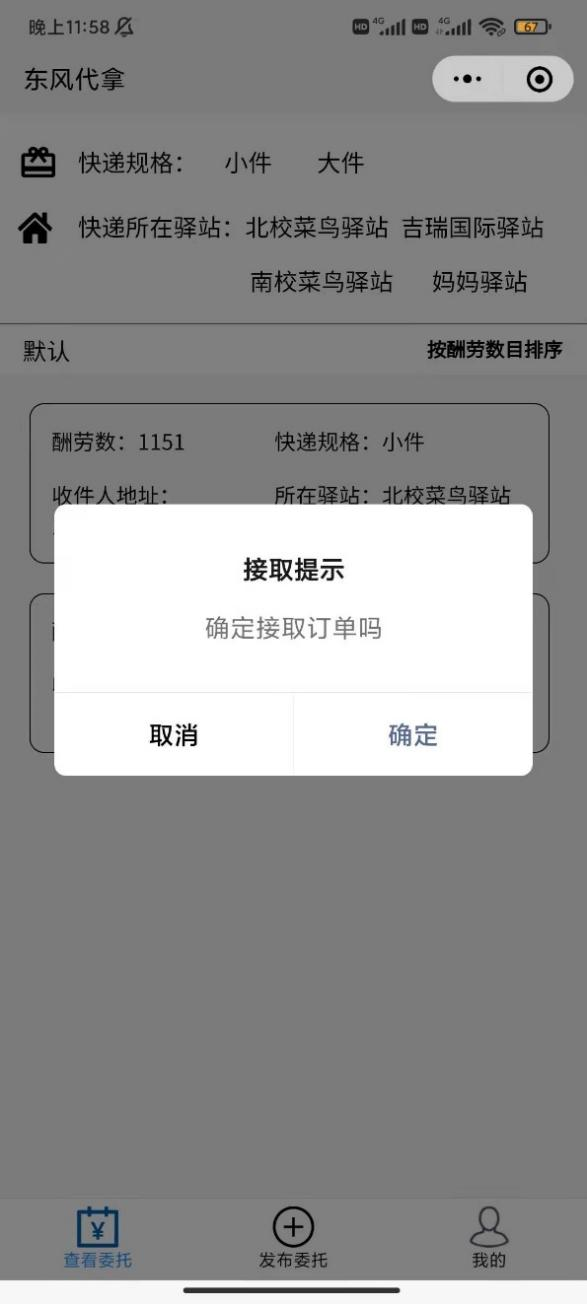 晚上11:58 HD 4G HD 4G 67
东风代拿
快递规格： 小件 大件
快递所在驿站：北校菜鸟驿站 吉瑞国际驿站
南校菜鸟驿站 妈妈驿站
默认 按酬劳数目排序
酬劳数：1151 快递规格：小件
收件人地址： 所在驿站：北校菜鸟驿站
接取提示
确定接取订单吗
取消 确定
¥
查看委托 发布委托 我的